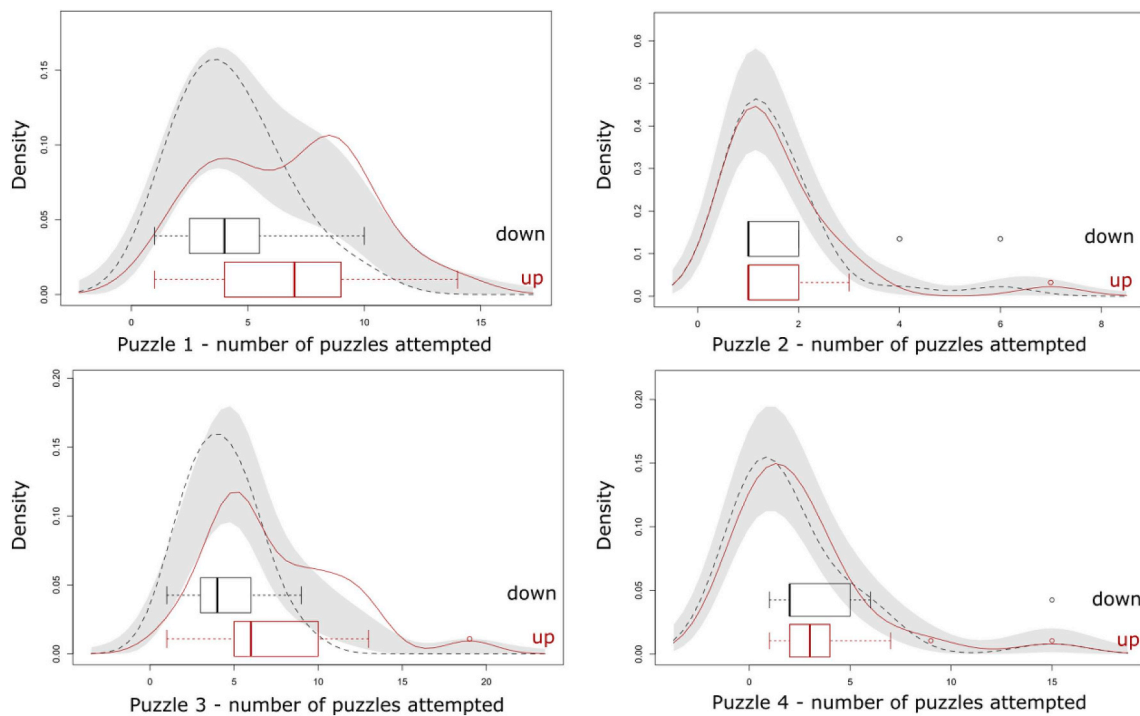 0.15
0.10
0.05
0.00
Density
down
up
0
5
10
15
Puzzle 1 - number of puzzles attempted
0.6
0.5
0.4
0.3
0.2
0.1
0.0
Density
down
up
0
2
4
6
8
Puzzle 2 - number of puzzles attempted
0.20
0.15
0.10
0.05
0.00
Density
down
up
0
5
10
15
20
Puzzle 3 - number of puzzles attempted
0.20
0.15
0.10
0.05
0.00
Density
down
up
0
5
10
15
Puzzle 4 - number of puzzles attempted